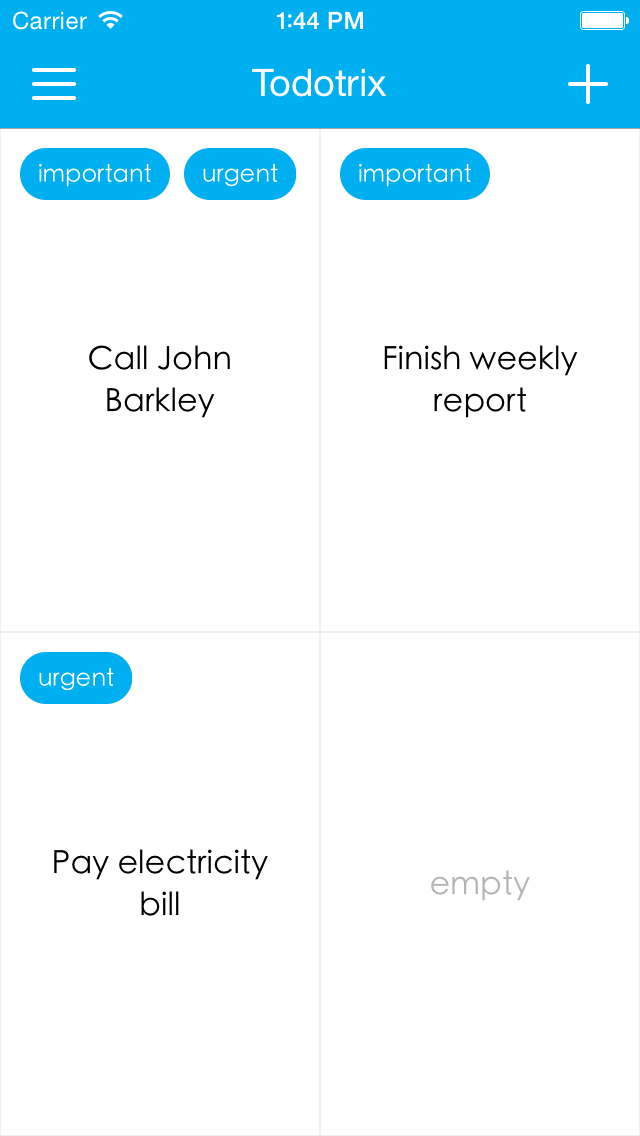 Carrier 1:44 PM
Todotrix
important urgent
important
Call John
Barkley
Finish weekly
report
urgent
Pay electricity
bill
empty